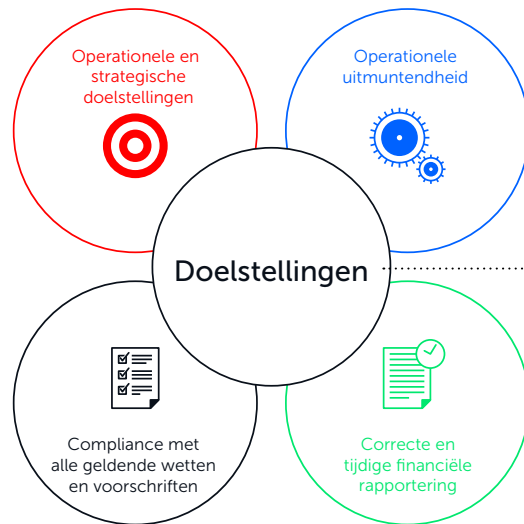 Operationele en
strategische
doelstellingen
Operationele
uitmuntendheid
Doelstellingen
Compliance met
alle geldende wetten
en voorschriften
Correcte en
tijdige financiële
rapportering